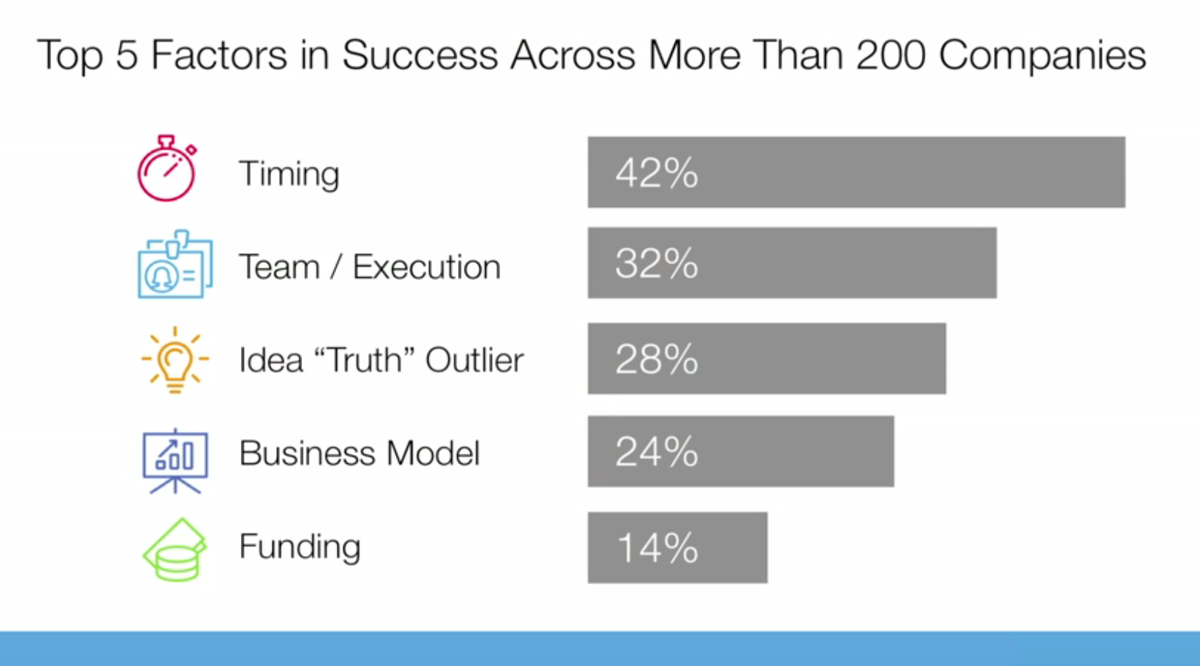 Top 5 Factors in Success Across More Than 200 Companies
Timing 42%
Team / Execution 32%
Idea “Truth” Outlier 28%
Business Model 24%
Funding 14%